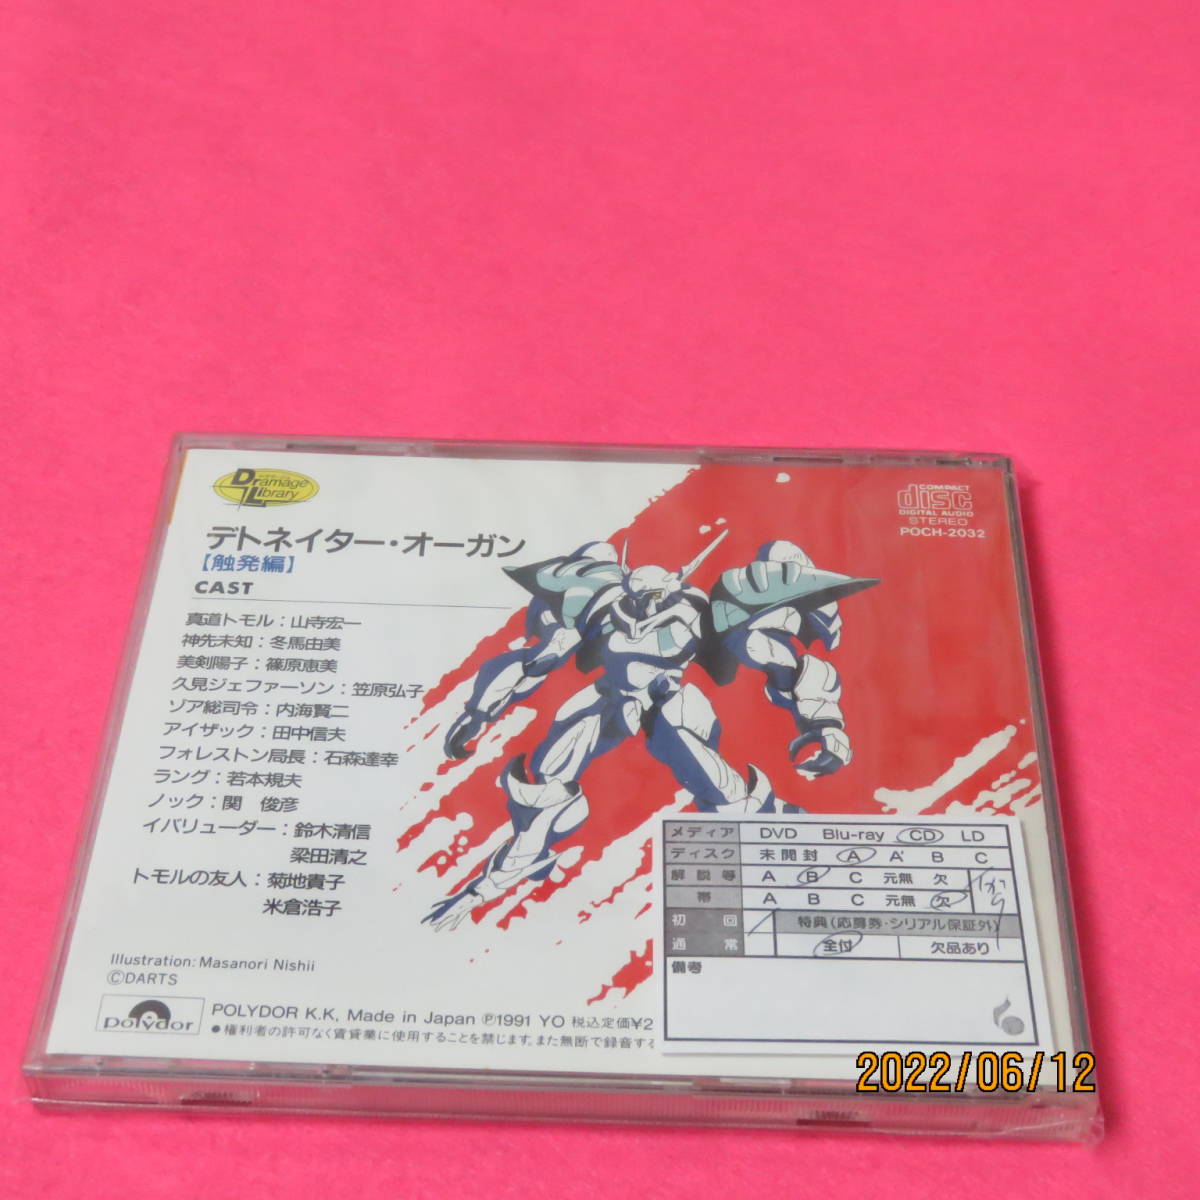 Dramage
Library
デトネイター・オーガン
【触発編】
CAST
真道トモル：山寺宏一
神先未知：冬馬由美
美剣陽子：篠原恵美
久見ジェファーソン：笠原弘子
ゾア総司令：内海賢二
アイザック：田中信夫
フォレストン局長：石森達幸
ラング：若本規夫
ノック：関 俊彦
イバリューダー：鈴木清信
梁田清之
トモルの友人：菊地貴子
米倉浩子
Illustration: Masanori Nishii
©DARTS
polydor
POLYDOR K.K, Made in Japan ℗1991 YO 税込定価¥2
●権利者の許可なく賃貸業に使用することを禁じます。また無断で録音する
COMPACT
disc
DIGITAL AUDIO
STEREO
POCH-2032
メディア DVD Blu-ray CD LD
ディスク 未開封 A A' B C
解説等 A B C 元無 欠
帯 A B C 元無 欠
初回 特典(応募券・シリアル保証外)
通常 全付 欠品あり
備考
2022/06/12